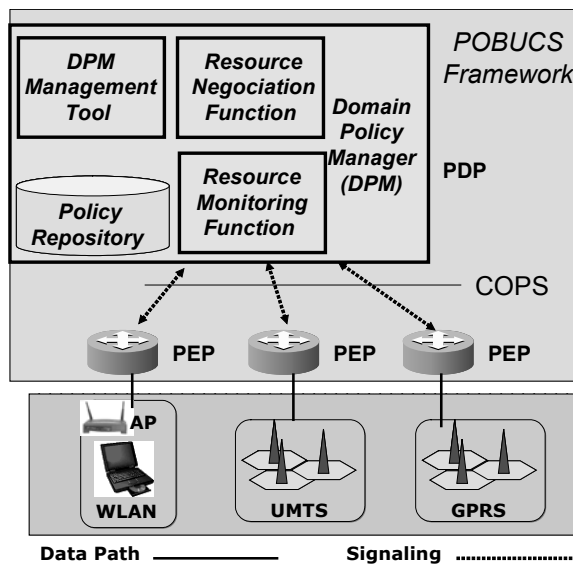 POBUCS
Framework
DPM
Management
Tool
Resource
Negociation
Function
Domain
Policy
Manager
(DPM)
PDP
Policy
Repository
Resource
Monitoring
Function
COPS
PEP
PEP
PEP
AP
WLAN
UMTS
GPRS
Data Path
Signaling